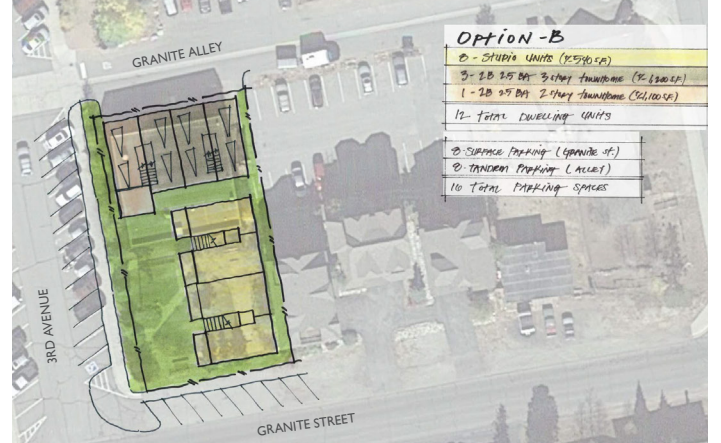 GRANITE ALLEY
OPTION - B
8 - STUDIO UNITS (± 540 SF)
3 - 2B 2.5 BA 3 STORY TOWNHOME (± 1,200 SF)
1 - 2B 2.5 BA 2 STORY TOWNHOME (± 1,100 SF)
12 TOTAL DWELLING UNITS
8 - SURFACE PARKING (GRANITE ST.)
8 - TANDEM PARKING (ALLEY)
16 TOTAL PARKING SPACES
3RD AVENUE
GRANITE STREET